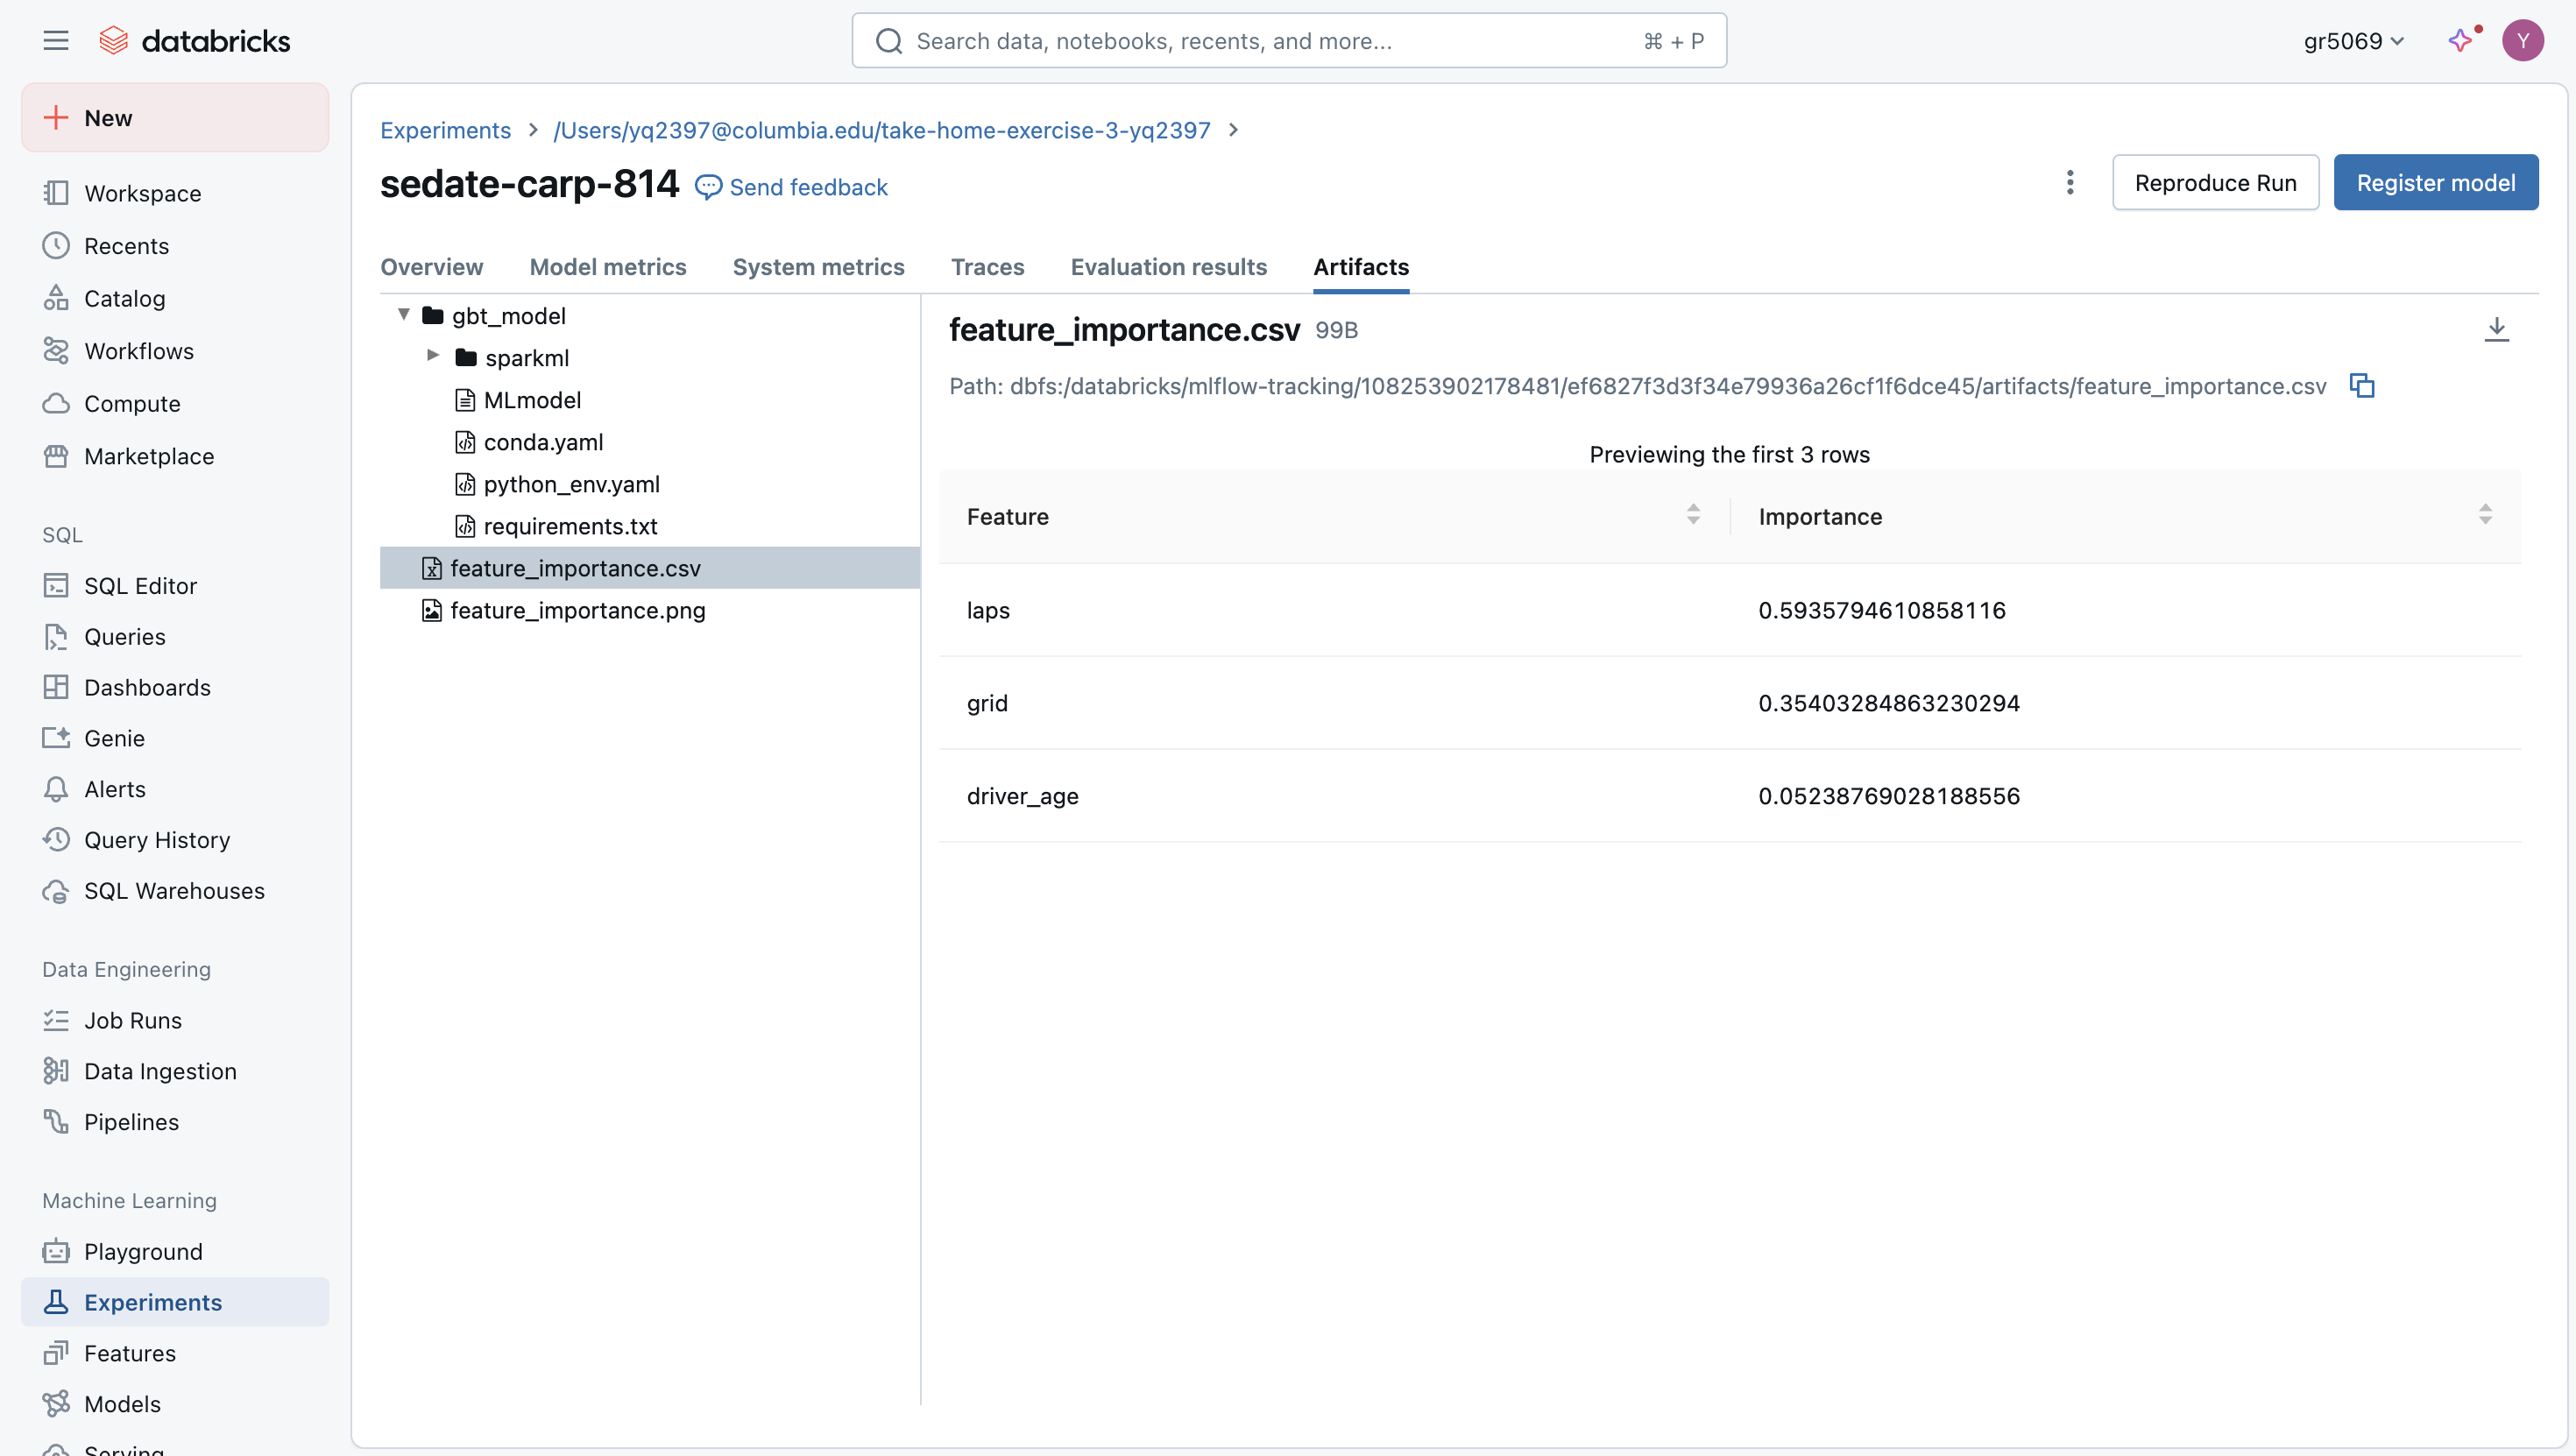 databricks
Search data, notebooks, recents, and more...
⌘ + P
gr5069
Y
New
Workspace
Recents
Catalog
Workflows
Compute
Marketplace
SQL
SQL Editor
Queries
Dashboards
Genie
Alerts
Query History
SQL Warehouses
Data Engineering
Job Runs
Data Ingestion
Pipelines
Machine Learning
Playground
Experiments
Features
Models
Serving
Experiments > /Users/yq2397@columbia.edu/take-home-exercise-3-yq2397 >
sedate-carp-814 Send feedback
Reproduce Run
Register model
Overview Model metrics System metrics Traces Evaluation results Artifacts
gbt_model
sparkml
MLmodel
conda.yaml
python_env.yaml
requirements.txt
feature_importance.csv
feature_importance.png
feature_importance.csv 99B
Path: dbfs:/databricks/mlflow-tracking/108253902178481/ef6827f3d3f34e79936a26cf1f6dce45/artifacts/feature_importance.csv
Previewing the first 3 rows
Feature Importance
laps 0.5935794610858116
grid 0.35403284863230294
driver_age 0.05238769028188556